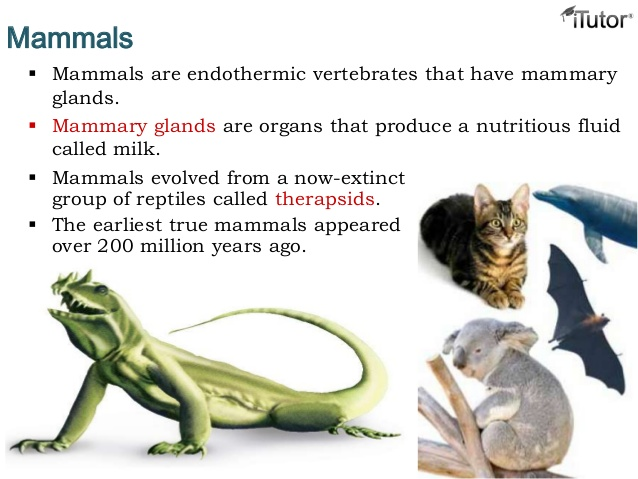 iTutor®
Mammals
▪ Mammals are endothermic vertebrates that have mammary
glands.
▪ Mammary glands are organs that produce a nutritious fluid
called milk.
▪ Mammals evolved from a now-extinct
group of reptiles called therapsids.
▪ The earliest true mammals appeared
over 200 million years ago.